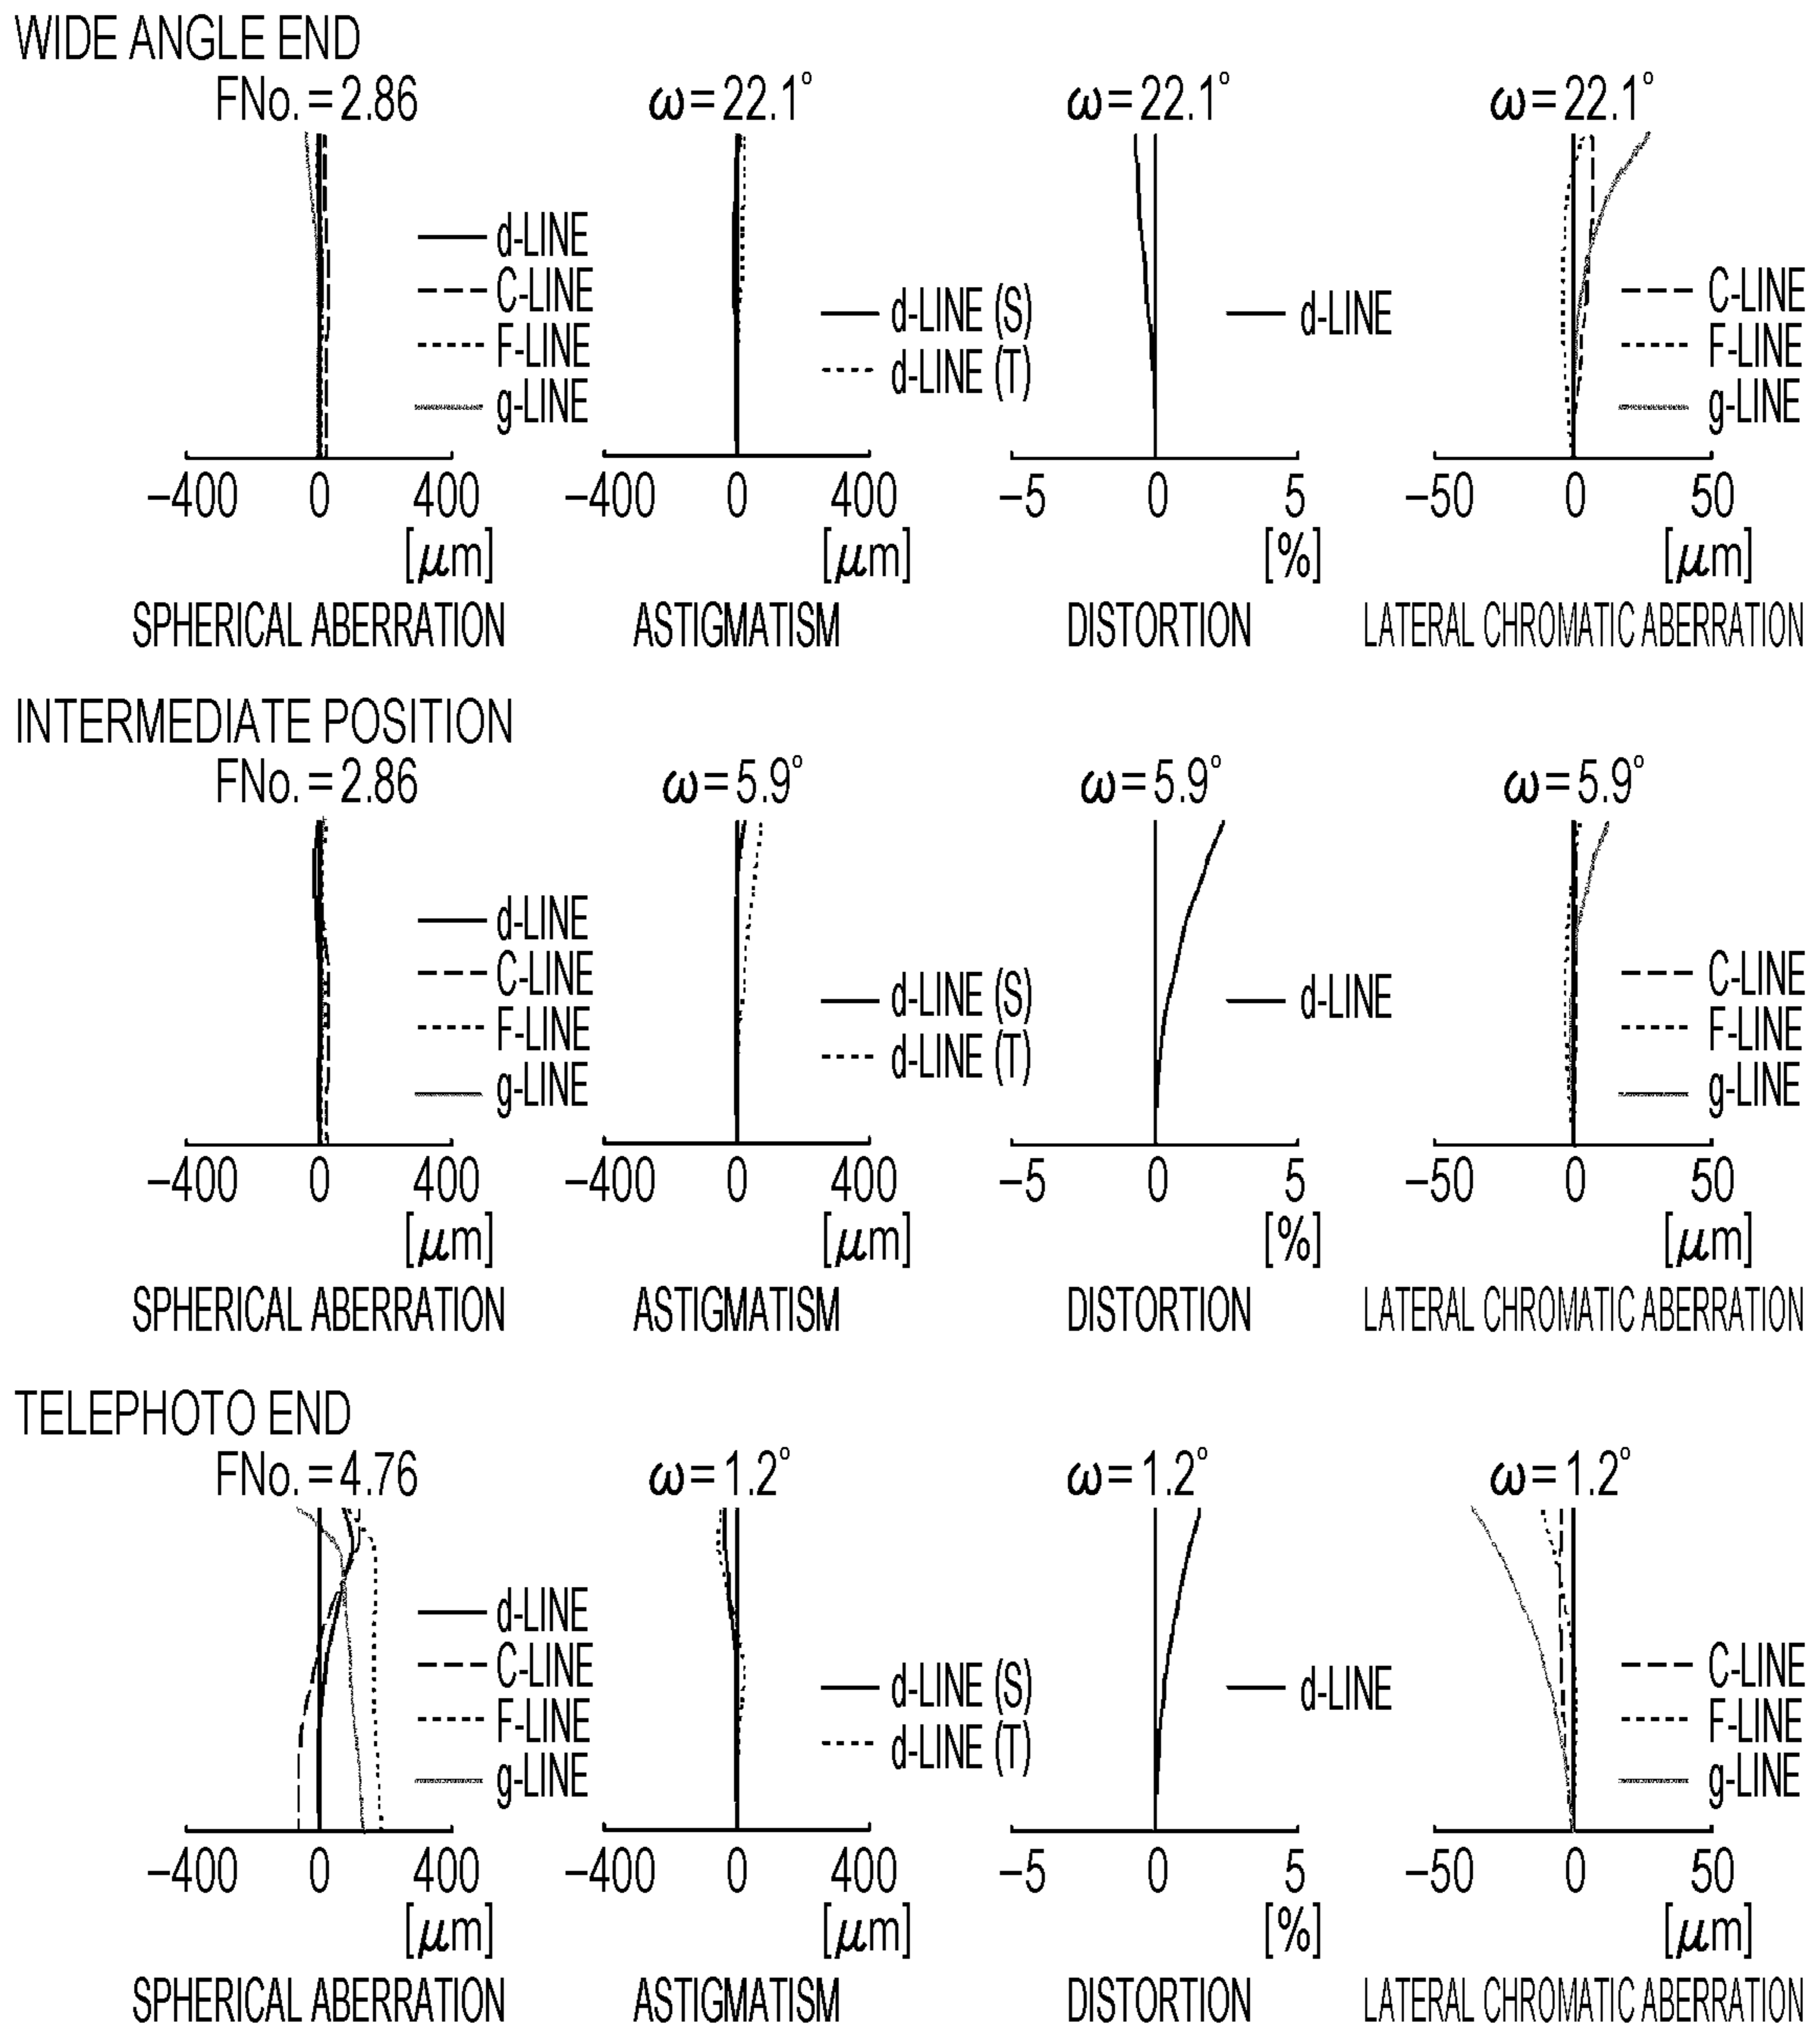 WIDE ANGLE END
FNo. = 2.86
ω = 22.1°
ω = 22.1°
ω = 22.1°
d-LINE
C-LINE
F-LINE
g-LINE
d-LINE (S)
d-LINE (T)
d-LINE
C-LINE
F-LINE
g-LINE
–400 0 400
–400 0 400
–5 0 5
–50 0 50
[μm]
[μm]
[%]
[μm]
SPHERICAL ABERRATION
ASTIGMATISM
DISTORTION
LATERAL CHROMATIC ABERRATION
INTERMEDIATE POSITION
FNo. = 2.86
ω = 5.9°
ω = 5.9°
ω = 5.9°
d-LINE
C-LINE
F-LINE
g-LINE
d-LINE (S)
d-LINE (T)
d-LINE
C-LINE
F-LINE
g-LINE
–400 0 400
–400 0 400
–5 0 5
–50 0 50
[μm]
[μm]
[%]
[μm]
SPHERICAL ABERRATION
ASTIGMATISM
DISTORTION
LATERAL CHROMATIC ABERRATION
TELEPHOTO END
FNo. = 4.76
ω = 1.2°
ω = 1.2°
ω = 1.2°
d-LINE
C-LINE
F-LINE
g-LINE
d-LINE (S)
d-LINE (T)
d-LINE
C-LINE
F-LINE
g-LINE
–400 0 400
–400 0 400
–5 0 5
–50 0 50
[μm]
[μm]
[%]
[μm]
SPHERICAL ABERRATION
ASTIGMATISM
DISTORTION
LATERAL CHROMATIC ABERRATION